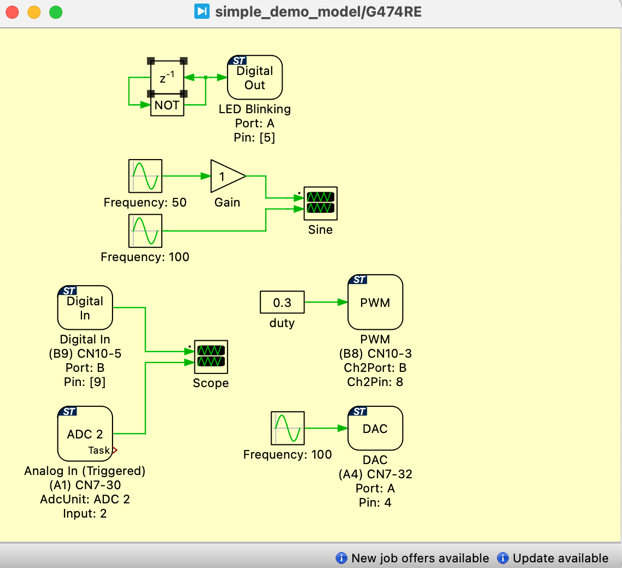 simple_demo_model/G474RE
z-1
NOT
ST
Digital
Out
LED Blinking
Port: A
Pin: [5]
Frequency: 50
1
Gain
Sine
Frequency: 100
ST
Digital
In
Digital In
(B9) CN10-5
Port: B
Pin: [9]
Scope
0.3
duty
ST
PWM
PWM
(B8) CN10-3
Ch2Port: B
Ch2Pin: 8
ST
ADC 2
Task
Analog In (Triggered)
(A1) CN7-30
AdcUnit: ADC 2
Input: 2
Frequency: 100
ST
DAC
DAC
(A4) CN7-32
Port: A
Pin: 4
New job offers available
Update available